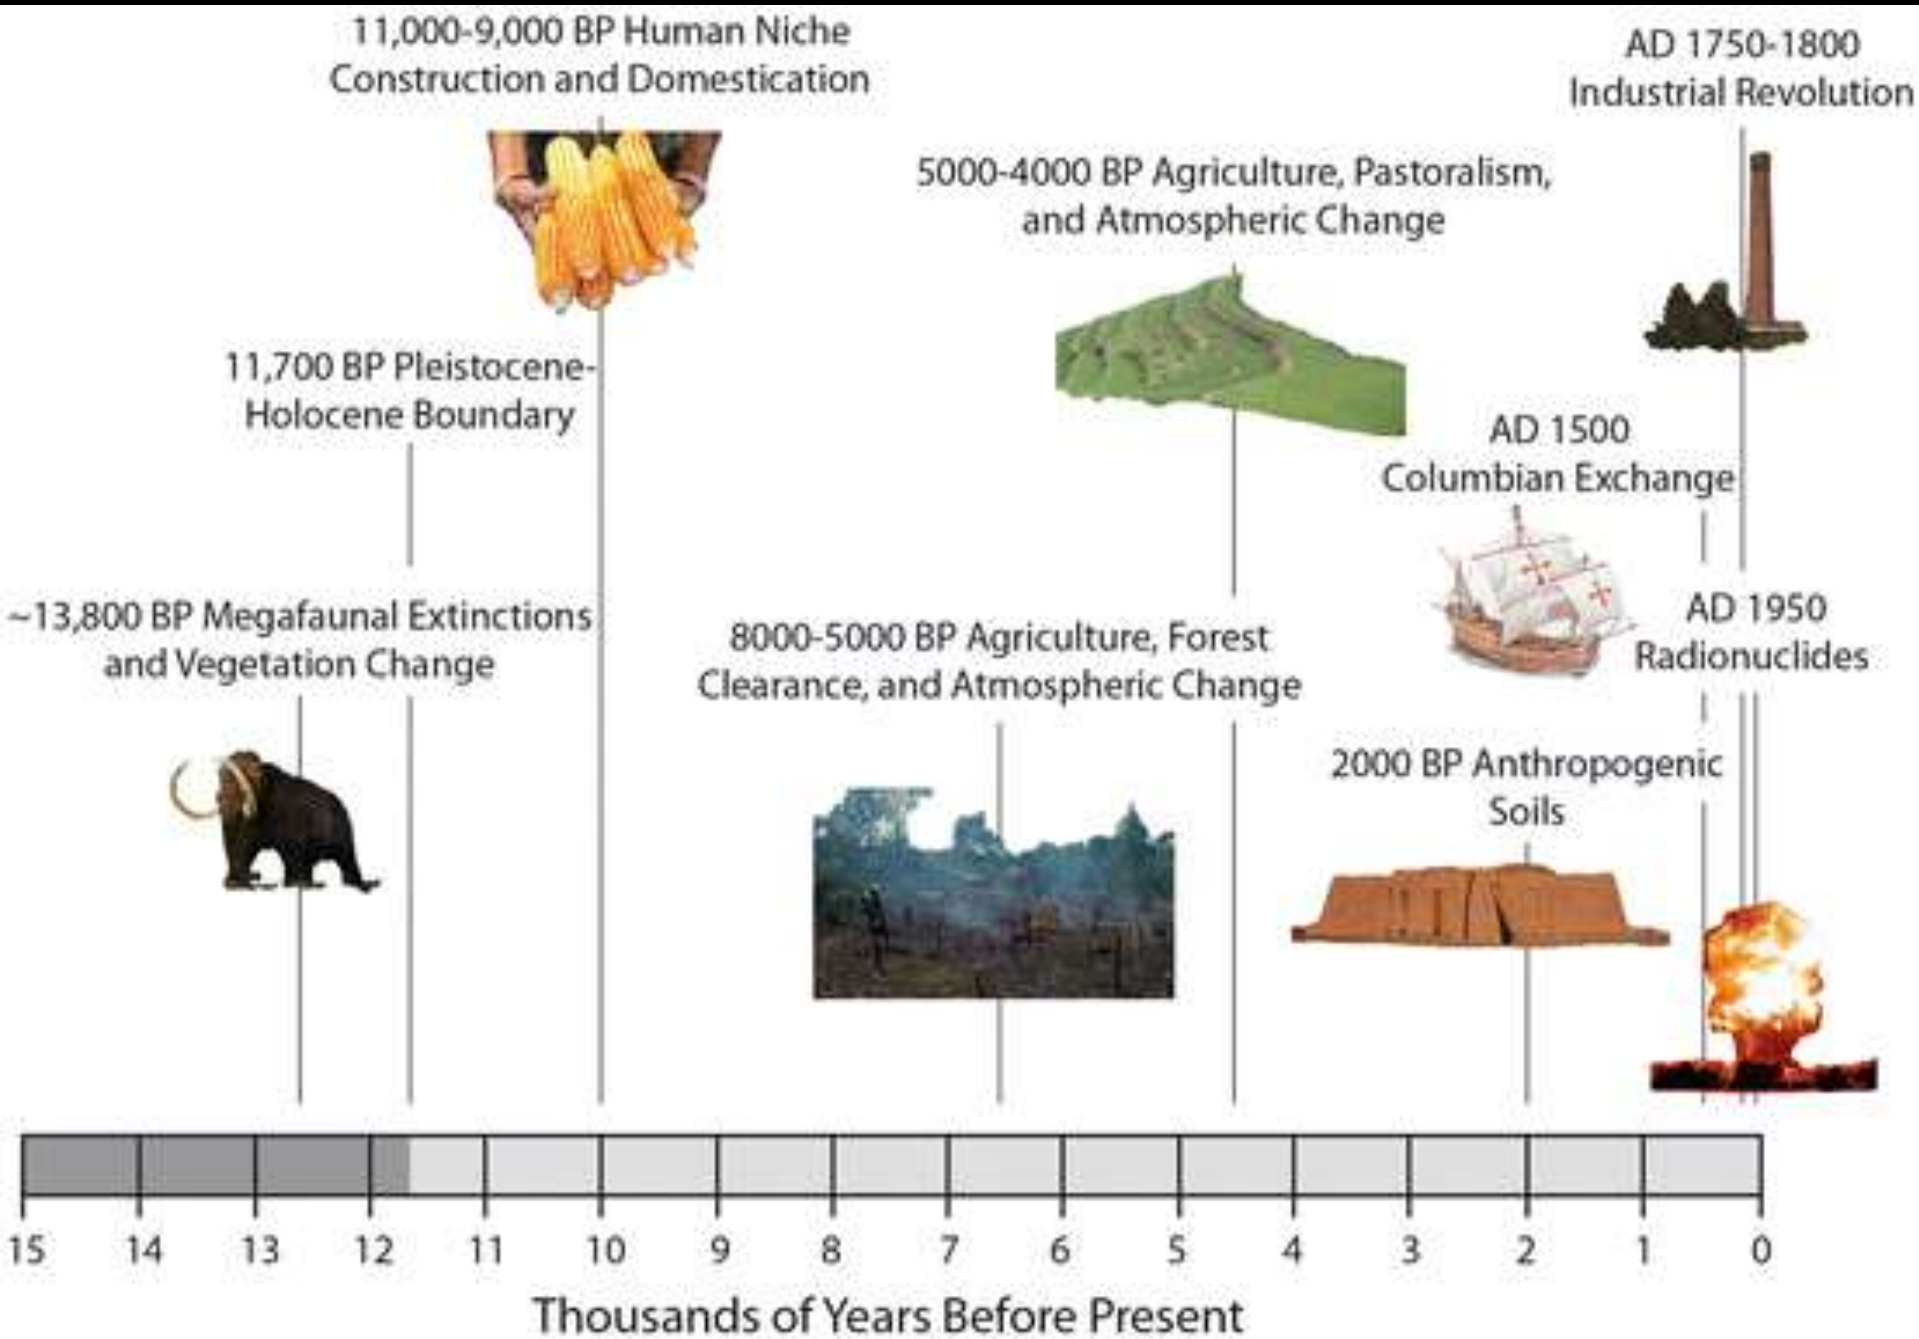 11,000-9,000 BP Human Niche
Construction and Domestication
AD 1750-1800
Industrial Revolution
5000-4000 BP Agriculture, Pastoralism,
and Atmospheric Change
11,700 BP Pleistocene-
Holocene Boundary
AD 1500
Columbian Exchange
~13,800 BP Megafaunal Extinctions
and Vegetation Change
8000-5000 BP Agriculture, Forest
Clearance, and Atmospheric Change
AD 1950
Radionuclides
2000 BP Anthropogenic
Soils
15 14 13 12 11 10 9 8 7 6 5 4 3 2 1 0
Thousands of Years Before Present